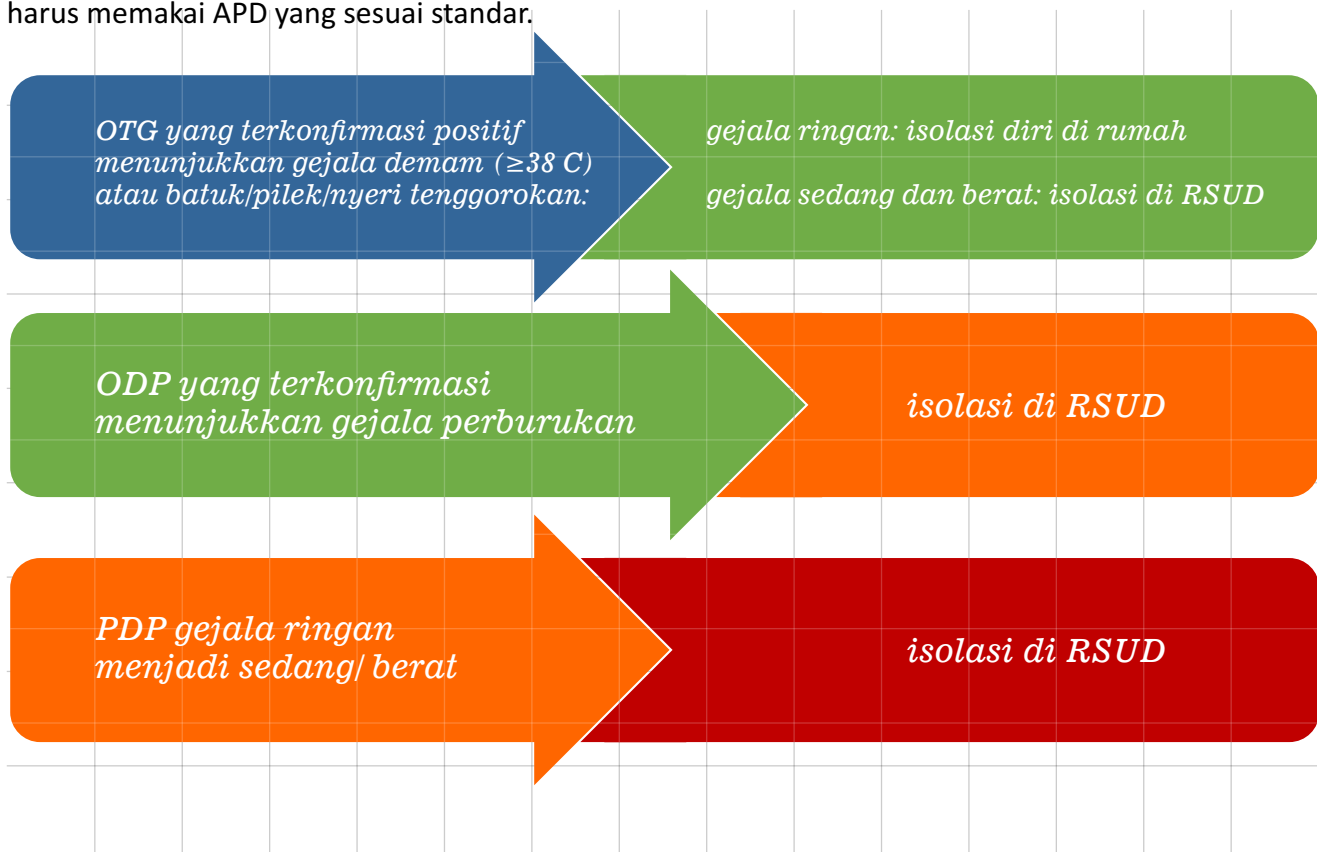 harus memakai APD yang sesuai standar.
OTG yang terkonfirmasi positif
menunjukkan gejala demam (≥38 C)
atau batuk/pilek/nyeri tenggorokan:
gejala ringan: isolasi diri di rumah
gejala sedang dan berat: isolasi di RSUD
ODP yang terkonfirmasi
menunjukkan gejala perburukan
isolasi di RSUD
PDP gejala ringan
menjadi sedang/ berat
isolasi di RSUD